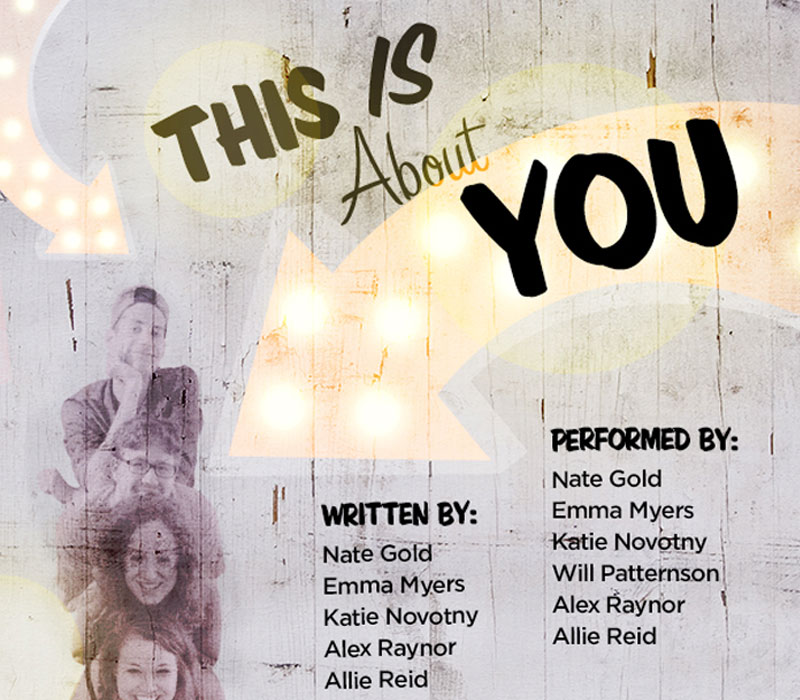 THIS IS
About
YOU
WRITTEN BY:
Nate Gold
Emma Myers
Katie Novotny
Alex Raynor
Allie Reid
PERFORMED BY:
Nate Gold
Emma Myers
Katie Novotny
Will Patternson
Alex Raynor
Allie Reid